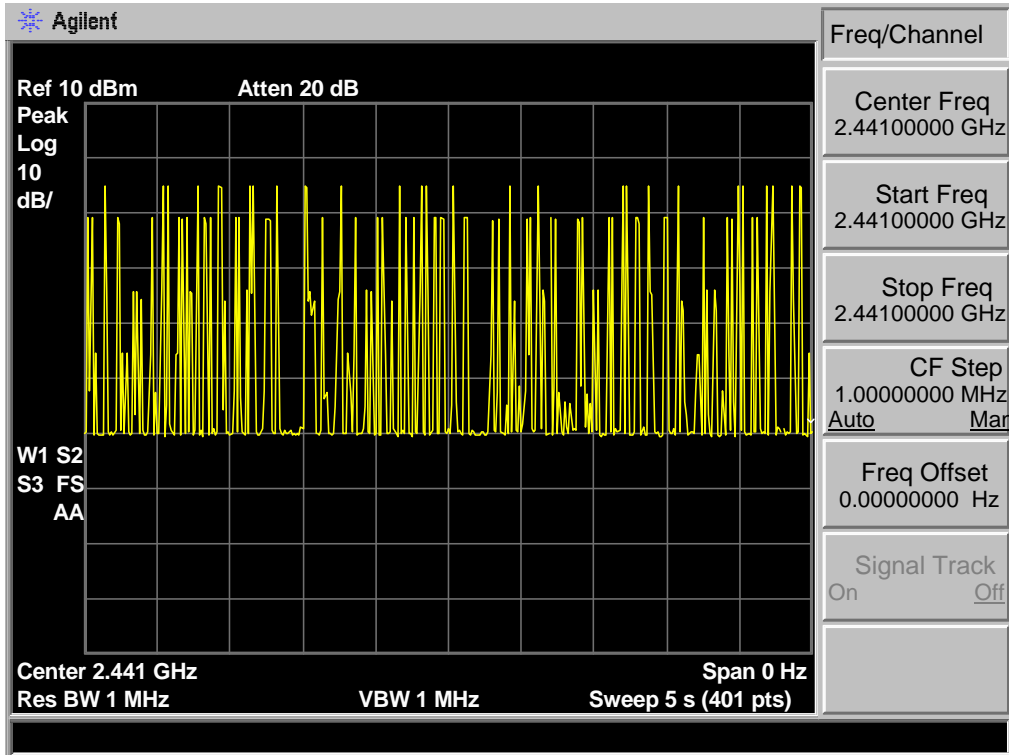 Agilent
Freq/Channel
Ref 10 dBm Atten 20 dB
Peak
Log
10
dB/
W1 S2
S3 FS
AA
Center 2.441 GHz Span 0 Hz
Res BW 1 MHz VBW 1 MHz Sweep 5 s (401 pts)
Center Freq
2.44100000 GHz
Start Freq
2.44100000 GHz
Stop Freq
2.44100000 GHz
CF Step
1.00000000 MHz
Auto Mar
Freq Offset
0.00000000 Hz
Signal Track
On Off